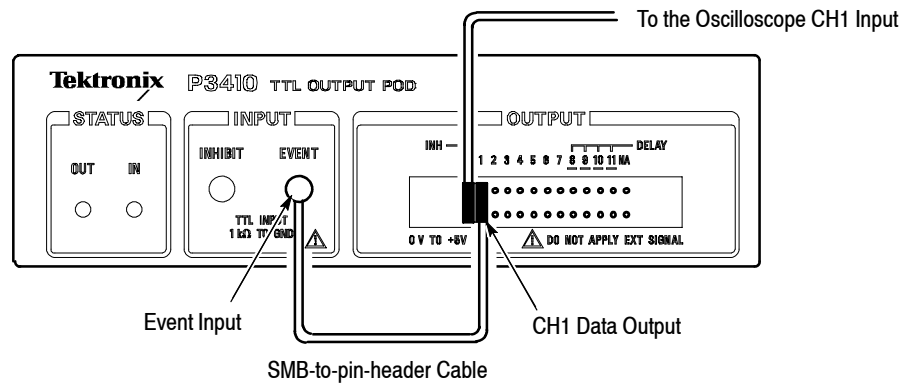 To the Oscilloscope CH1 Input
Tektronix P3410 TTL OUTPUT POD
STATUS INPUT OUTPUT
OUT IN
INHIBIT EVENT
INH DELAY
1 2 3 4 5 6 7 8 9 10 11 NA
TTL INPUT
1 kΩ TO GND
0 V TO +5V DO NOT APPLY EXT SIGNAL
Event Input
CH1 Data Output
SMB-to-pin-header Cable